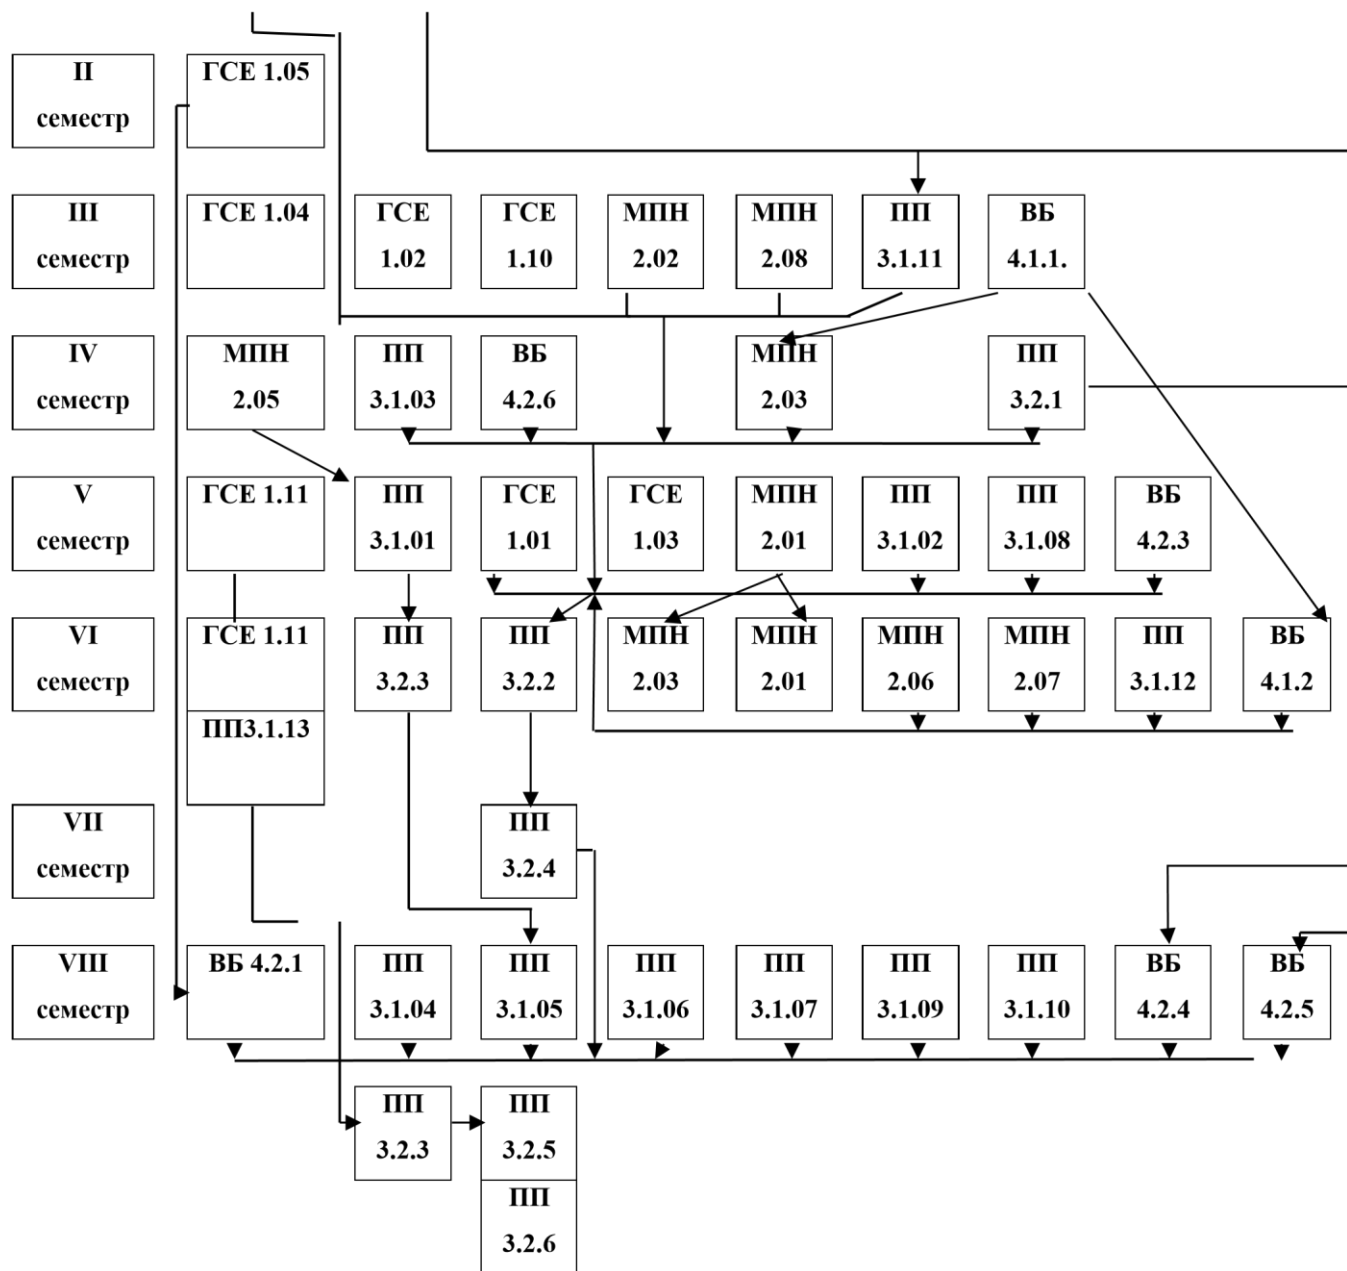 II
семестр
ГСЕ 1.05
III
семестр
ГСЕ 1.04
ГСЕ
1.02
ГСЕ
1.10
МПН
2.02
МПН
2.08
ПП
3.1.11
ВБ
4.1.1.
IV
семестр
МПН
2.05
ПП
3.1.03
ВБ
4.2.6
МПН
2.03
ПП
3.2.1
V
семестр
ГСЕ 1.11
ПП
3.1.01
ГСЕ
1.01
ГСЕ
1.03
МПН
2.01
ПП
3.1.02
ПП
3.1.08
ВБ
4.2.3
VI
семестр
ГСЕ 1.11
ПП3.1.13
ПП
3.2.3
ПП
3.2.2
МПН
2.03
МПН
2.01
МПН
2.06
МПН
2.07
ПП
3.1.12
ВБ
4.1.2
VII
семестр
ПП
3.2.4
VIII
семестр
ВБ 4.2.1
ПП
3.1.04
ПП
3.1.05
ПП
3.1.06
ПП
3.1.07
ПП
3.1.09
ПП
3.1.10
ВБ
4.2.4
ВБ
4.2.5
ПП
3.2.3
ПП
3.2.5
ПП
3.2.6